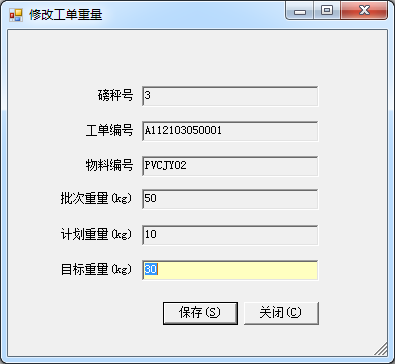 修改工单重量
磅秤号 3
工单编号 A112103050001
物料编号 PVCJY02
批次重量(kg) 50
计划重量(kg) 10
目标重量(kg) 30
保存(S) 关闭(C)